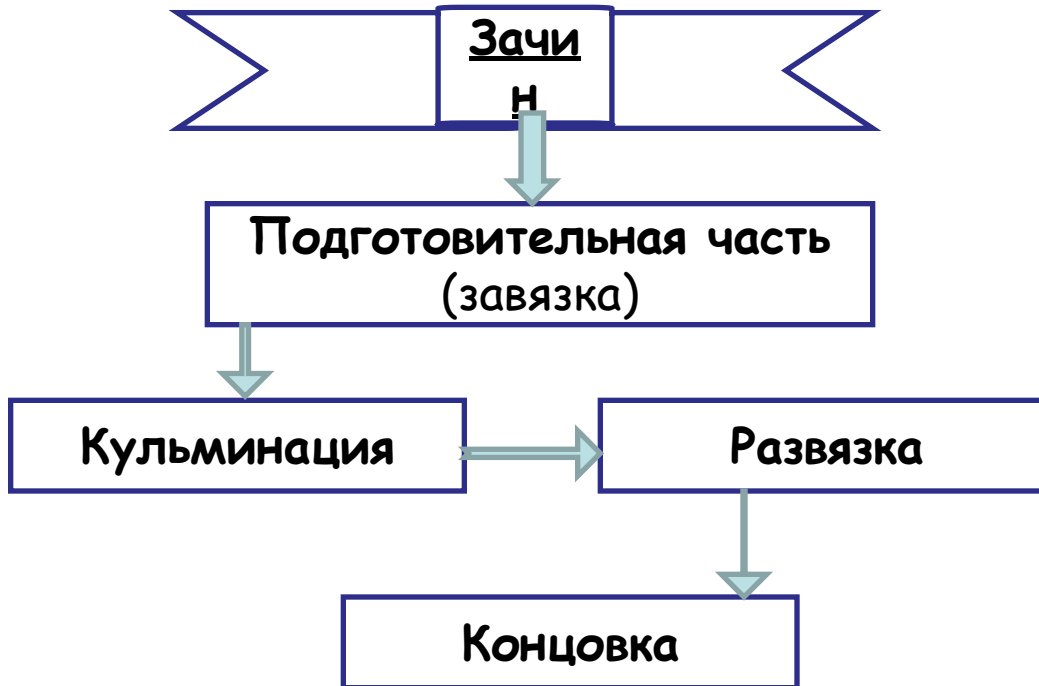 Зачи
н
Подготовительная часть
(завязка)
Кульминация
Развязка
Концовка